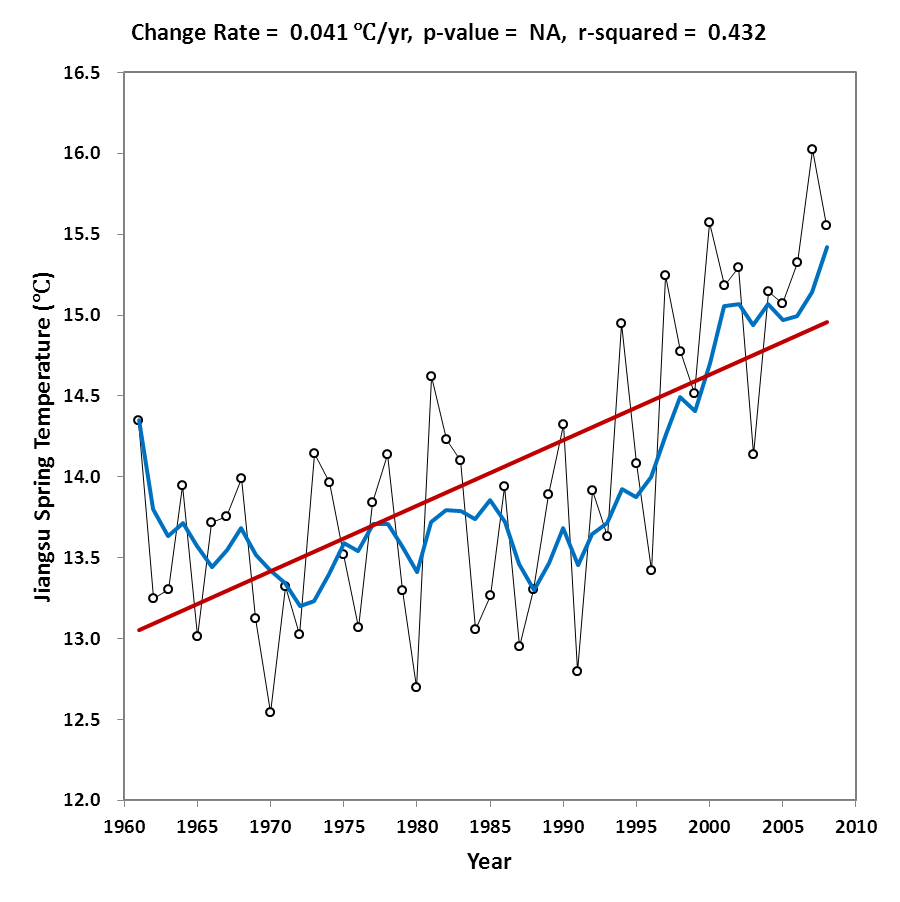 Change Rate = 0.041 ℃/yr, p-value = NA, r-squared = 0.432
16.5
16.0
15.5
15.0
14.5
14.0
13.5
13.0
12.5
12.0
Jiangsu Spring Temperature (℃)
1960 1965 1970 1975 1980 1985 1990 1995 2000 2005 2010
Year